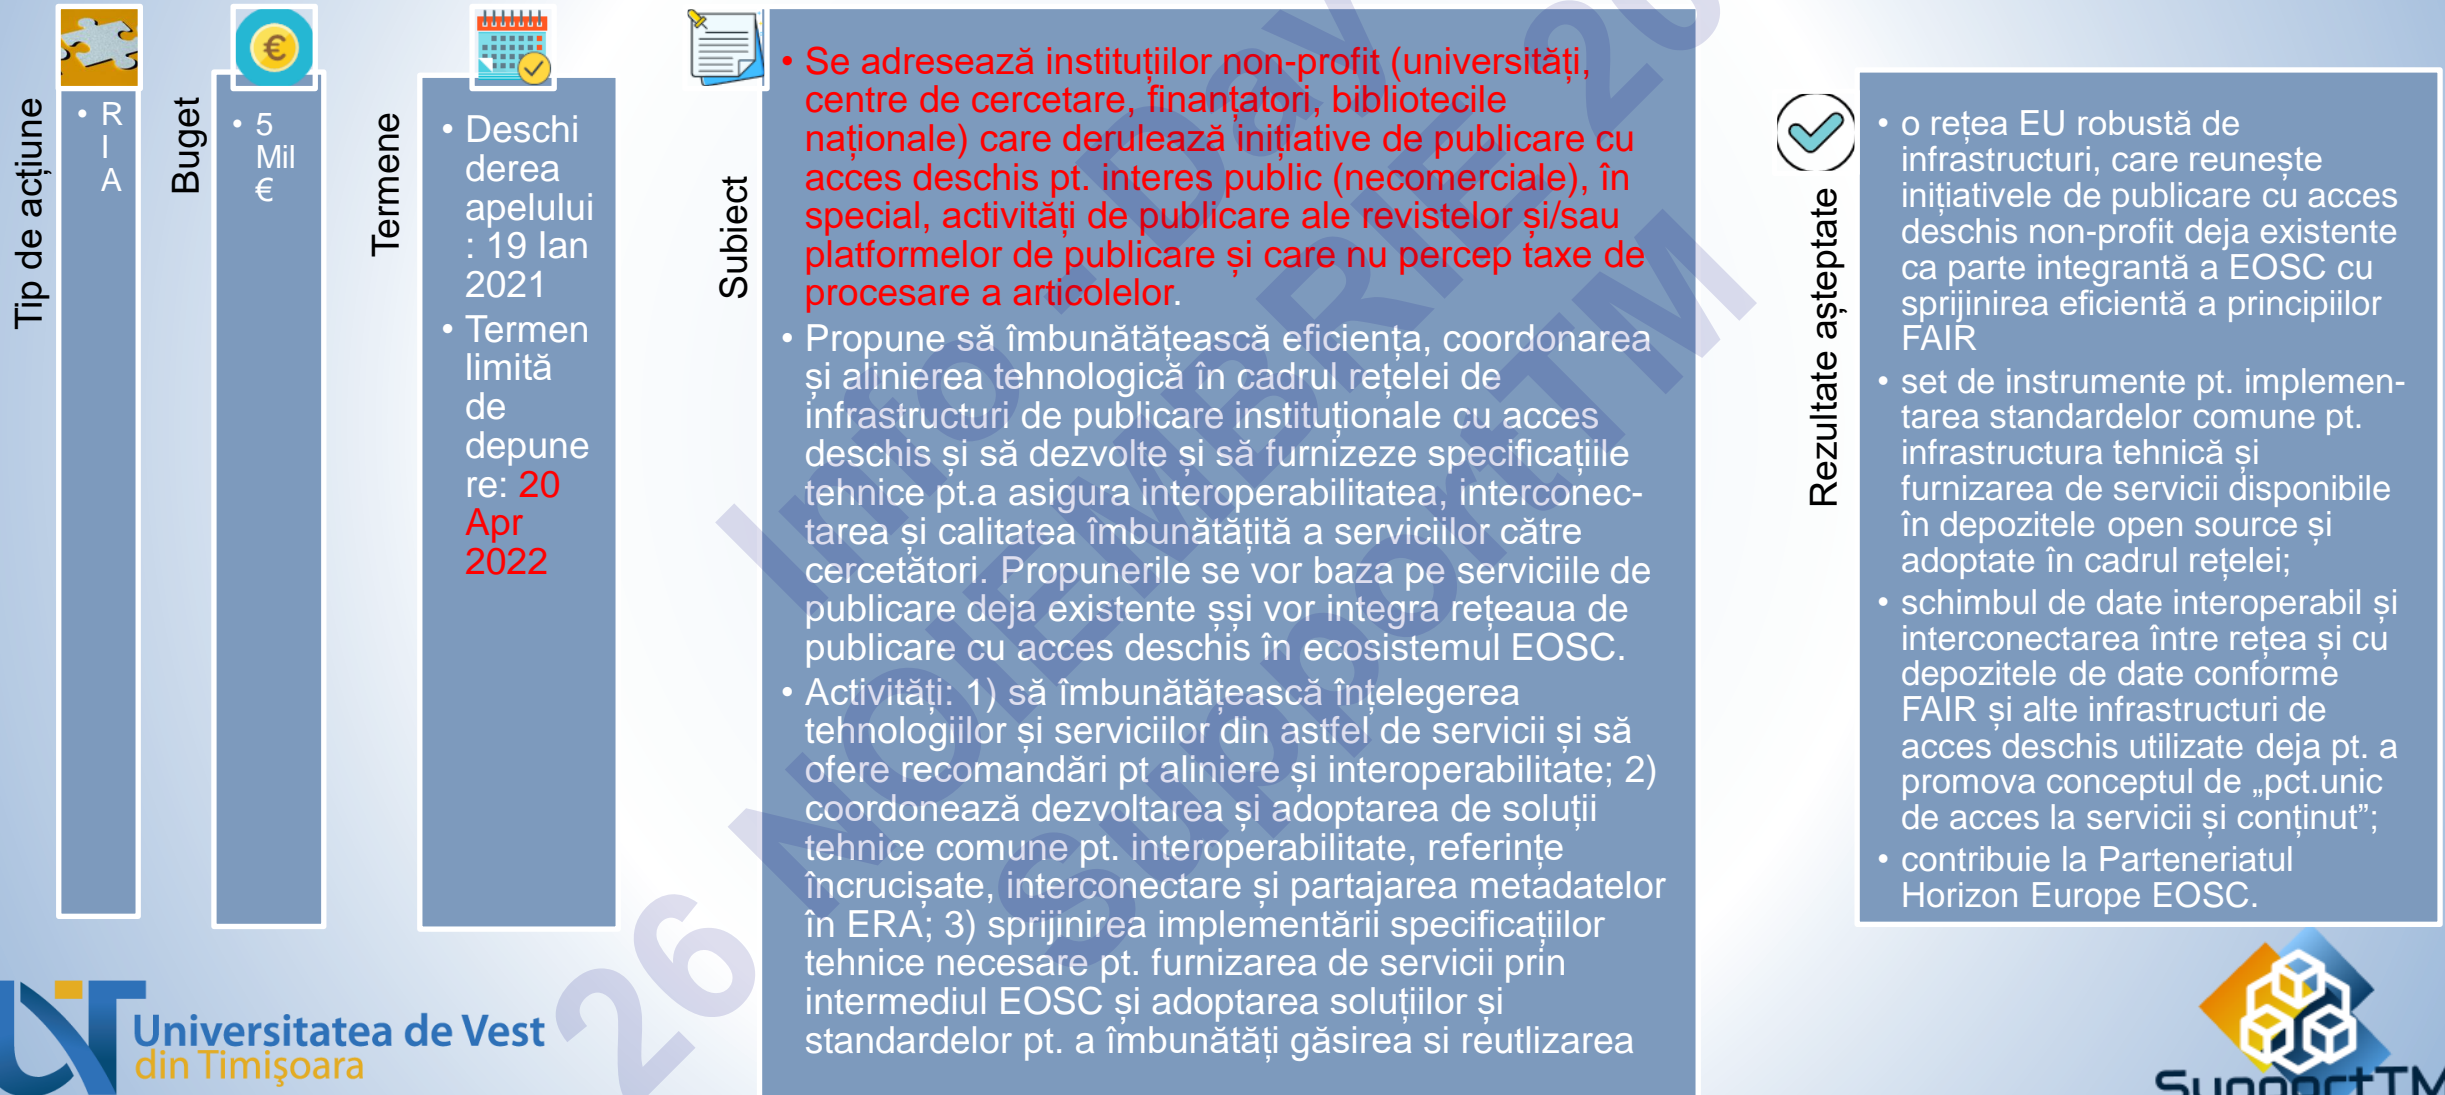 Tip de acțiune
• R
I
A
Buget
• 5
Mil
€
Termene
• Deschi
derea
apelului
: 19 Ian
2021
• Termen
limită
de
depune
re: 20
Apr
2022
Subiect
• Se adresează instituțiilor non-profit (universități,
centre de cercetare, finanțatori, bibliotecile
naționale) care derulează inițiative de publicare cu
acces deschis pt. interes public (necomerciale), în
special, activități de publicare ale revistelor și/sau
platformelor de publicare și care nu percep taxe de
procesare a articolelor.
• Propune să îmbunătățească eficiența, coordonarea
și alinierea tehnologică în cadrul rețelei de
infrastructuri de publicare instituționale cu acces
deschis și să dezvolte și să furnizeze specificațiile
tehnice pt.a asigura interoperabilitatea, interconec-
tarea și calitatea îmbunătățită a serviciilor către
cercetători. Propunerile se vor baza pe serviciile de
publicare deja existente șși vor integra rețeaua de
publicare cu acces deschis în ecosistemul EOSC.
• Activități: 1) să îmbunătățească înțelegerea
tehnologiilor și serviciilor din astfel de servicii și să
ofere recomandări pt aliniere și interoperabilitate; 2)
coordonează dezvoltarea și adoptarea de soluții
tehnice comune pt. interoperabilitate, referințe
încrucișate, interconectare și partajarea metadatelor
în ERA; 3) sprijinirea implementării specificațiilor
tehnice necesare pt. furnizarea de servicii prin
intermediul EOSC și adoptarea soluțiilor și
standardelor pt. a îmbunătăți găsirea si reutlizarea
Rezultate așteptate
• o rețea EU robustă de
infrastructuri, care reunește
inițiativele de publicare cu acces
deschis non-profit deja existente
ca parte integrantă a EOSC cu
sprijinirea eficientă a principiilor
FAIR
• set de instrumente pt. implemen-
tarea standardelor comune pt.
infrastructura tehnică și
furnizarea de servicii disponibile
în depozitele open source și
adoptate în cadrul rețelei;
• schimbul de date interoperabil și
interconectarea între rețea și cu
depozitele de date conforme
FAIR și alte infrastructuri de
acces deschis utilizate deja pt. a
promova conceptul de „pct.unic
de acces la servicii și conținut”;
• contribuie la Parteneriatul
Horizon Europe EOSC.
Info Day
26 NOIEMBRIE 20
SupportTM
Universitatea de Vest
din Timișoara
SupportTM